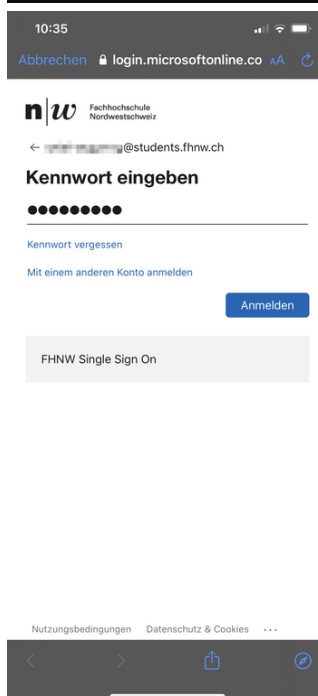 10:35
Abbrechen login.microsoftonline.co AA
n|w Fachhochschule
Nordwestschweiz
@students.fhnw.ch
Kennwort eingeben
Kennwort vergessen
Mit einem anderen Konto anmelden
Anmelden
FHNW Single Sign On
Nutzungsbedingungen Datenschutz & Cookies ...